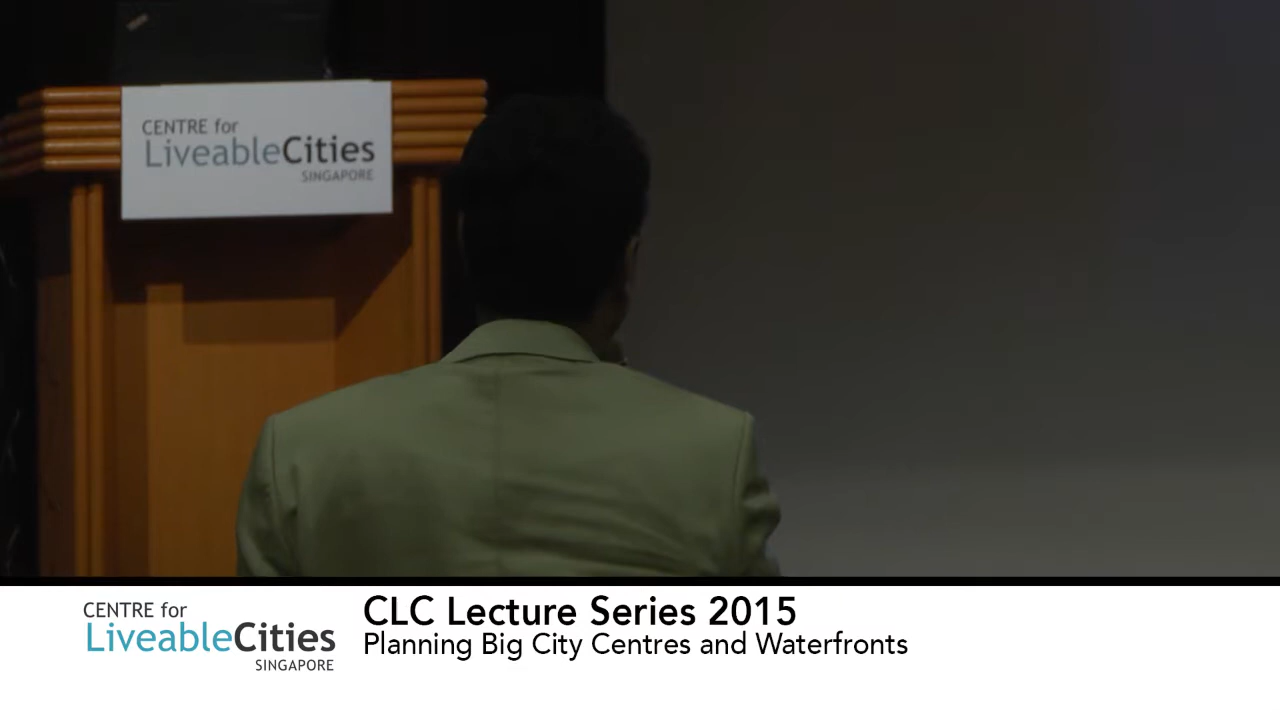 CENTRE for
LiveableCities
SINGAPORE
CENTRE for
LiveableCities
SINGAPORE
CLC Lecture Series 2015
Planning Big City Centres and Waterfronts